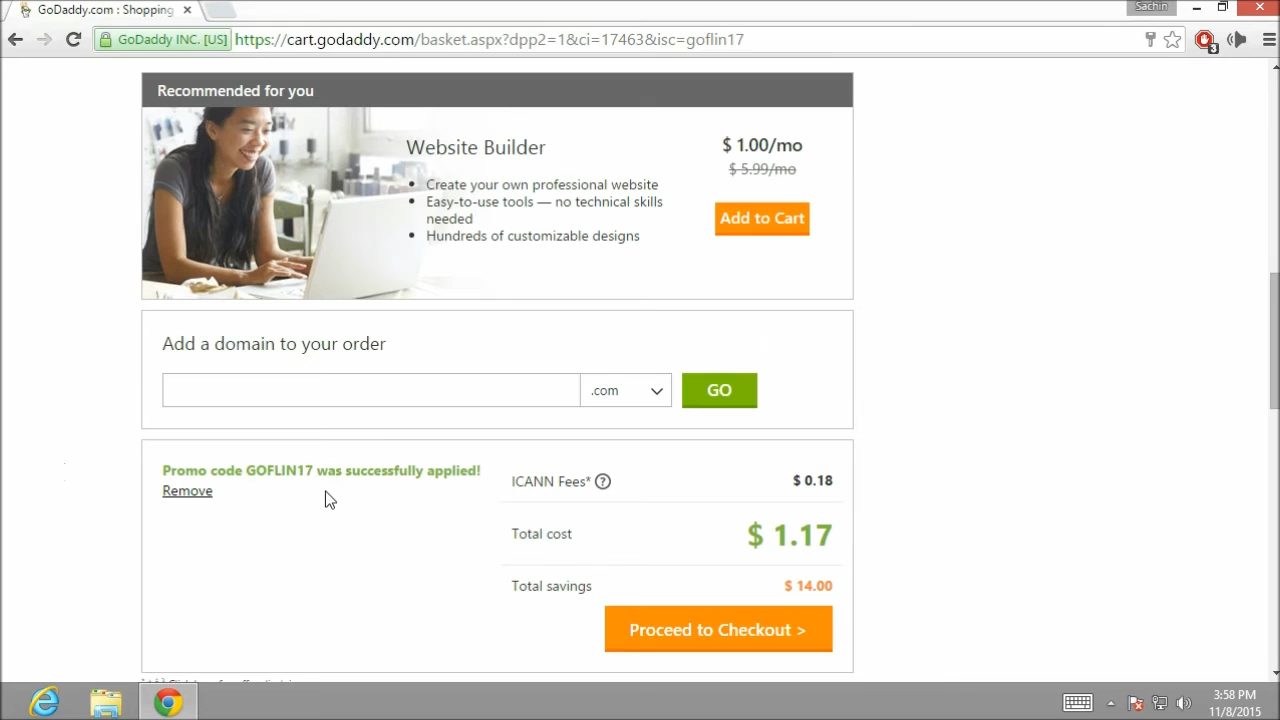 GoDaddy.com : Shopping
Sachin
GoDaddy INC. [US]
https://cart.godaddy.com/basket.aspx?dpp2=1&ci=17463&isc=goflin17
3
Recommended for you
Website Builder
• Create your own professional website
• Easy-to-use tools — no technical skills
needed
• Hundreds of customizable designs
$ 1.00/mo
$ 5.99/mo
Add to Cart
Add a domain to your order
.com
GO
Promo code GOFLIN17 was successfully applied!
Remove
ICANN Fees* ?
$ 0.18
Total cost
$ 1.17
Total savings
$ 14.00
Proceed to Checkout >
3:58 PM
11/8/2015